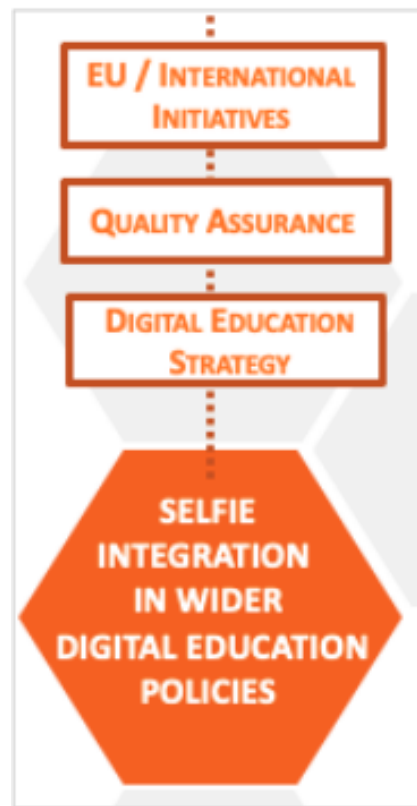 EU / INTERNATIONAL
INITIATIVES
QUALITY ASSURANCE
DIGITAL EDUCATION
STRATEGY
SELFIE
INTEGRATION
IN WIDER
DIGITAL EDUCATION
POLICIES